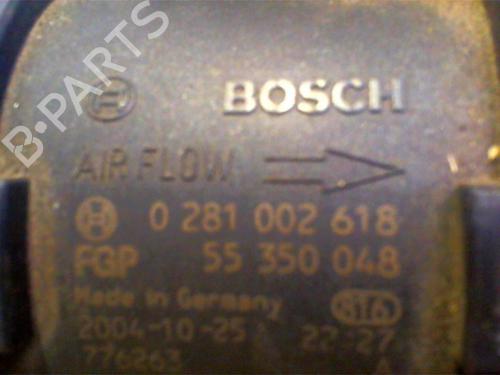 B-PARTS
BOSCH
AIR FLOW
0 281 002 618
FGP 55 350 048
Made in Germany 816
2004-10-25 22:27
776263 A